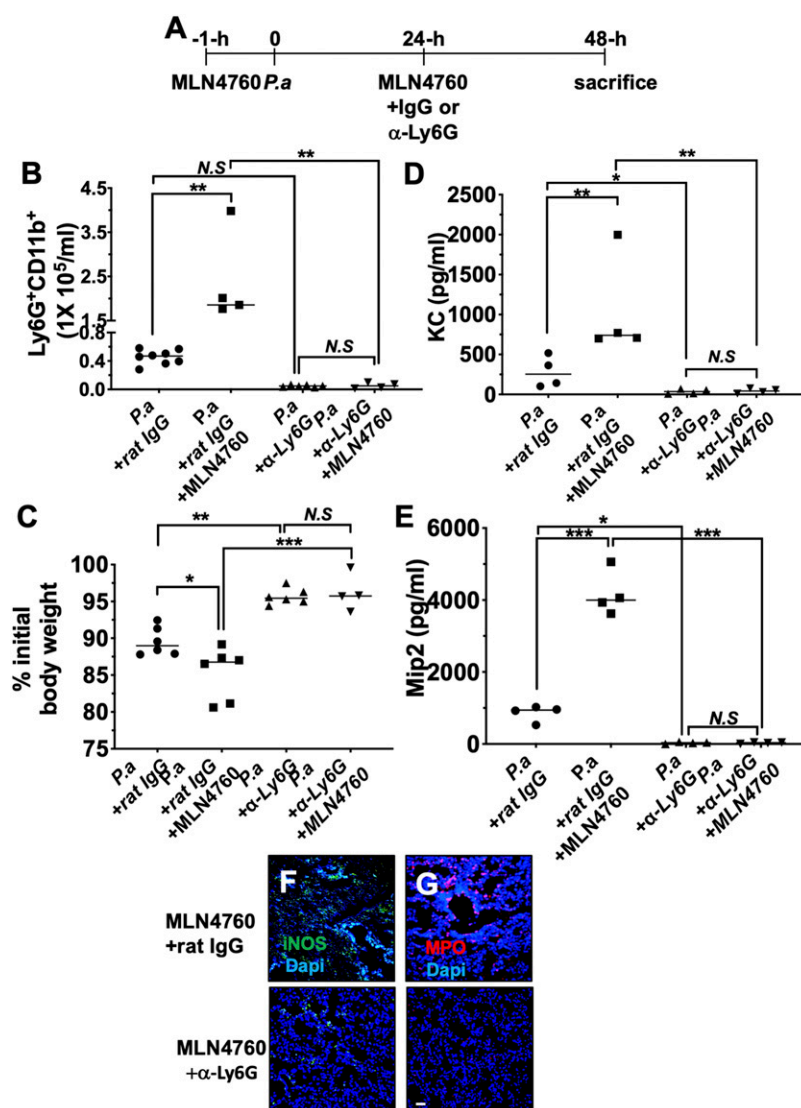 A
-1-h 0 24-h 48-h
MLN4760 P.a MLN4760 sacrifice
+IgG or
α-Ly6G
B
Ly6G+CD11b+
(1X 10⁵/ml)
4.5
3.5
2.5
1.5
0.8
0.4
0.0
N.S
**
**
N.S
P.a
+rat IgG
P.a
+rat IgG
+MLN4760
P.a
+α-Ly6G
P.a
+α-Ly6G
+MLN4760
D
KC (pg/ml)
2500
2000
1500
1000
500
0
*
**
**
N.S
P.a
+rat IgG
P.a
+rat IgG
+MLN4760
P.a
+α-Ly6G
P.a
+α-Ly6G
+MLN4760
C
% initial
body weight
100
95
90
85
80
75
**
N.S
***
*
P.a
+rat IgG
P.a
+rat IgG
+MLN4760
P.a
+α-Ly6G
P.a
+α-Ly6G
+MLN4760
E
Mip2 (pg/ml)
6000
4000
2000
0
*
***
***
N.S
P.a
+rat IgG
P.a
+rat IgG
+MLN4760
P.a
+α-Ly6G
P.a
+α-Ly6G
+MLN4760
MLN4760
+rat IgG
F
iNOS
Dapi
G
MPO
Dapi
MLN4760
+α-Ly6G